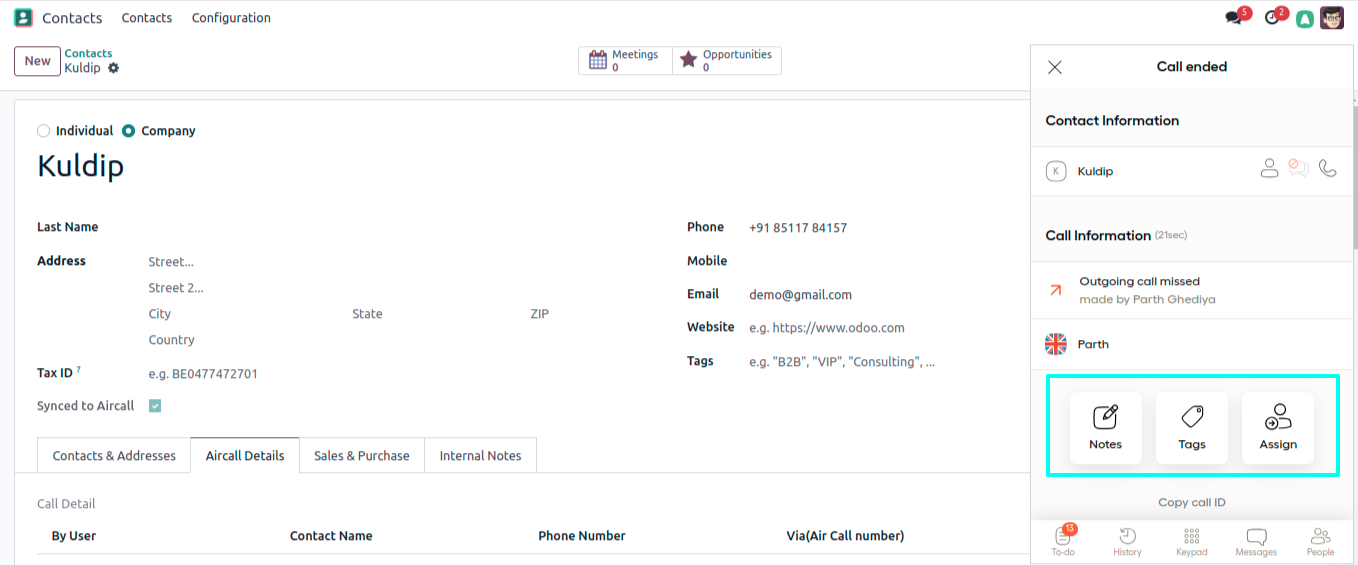 Contacts Contacts Configuration 5 2
New Contacts Meetings Opportunities
Kuldip 0 0
Call ended
Contact Information
Individual Company
Kuldip
K Kuldip
Last Name Phone +91 85117 84157
Call Information (21sec)
Address Street... Mobile
Street 2... Email demo@gmail.com
Outgoing call missed
made by Parth Ghediya
City State ZIP Website e.g. https://www.odoo.com
Country Tags e.g. "B2B", "VIP", "Consulting", ...
Parth
Tax ID ? e.g. BE0477472701
Synced to Aircall
Notes Tags Assign
Contacts & Addresses Aircall Details Sales & Purchase Internal Notes
Call Detail
Copy call ID
By User Contact Name Phone Number Via(Air Call number)
13
To-do History Keypad Messages People